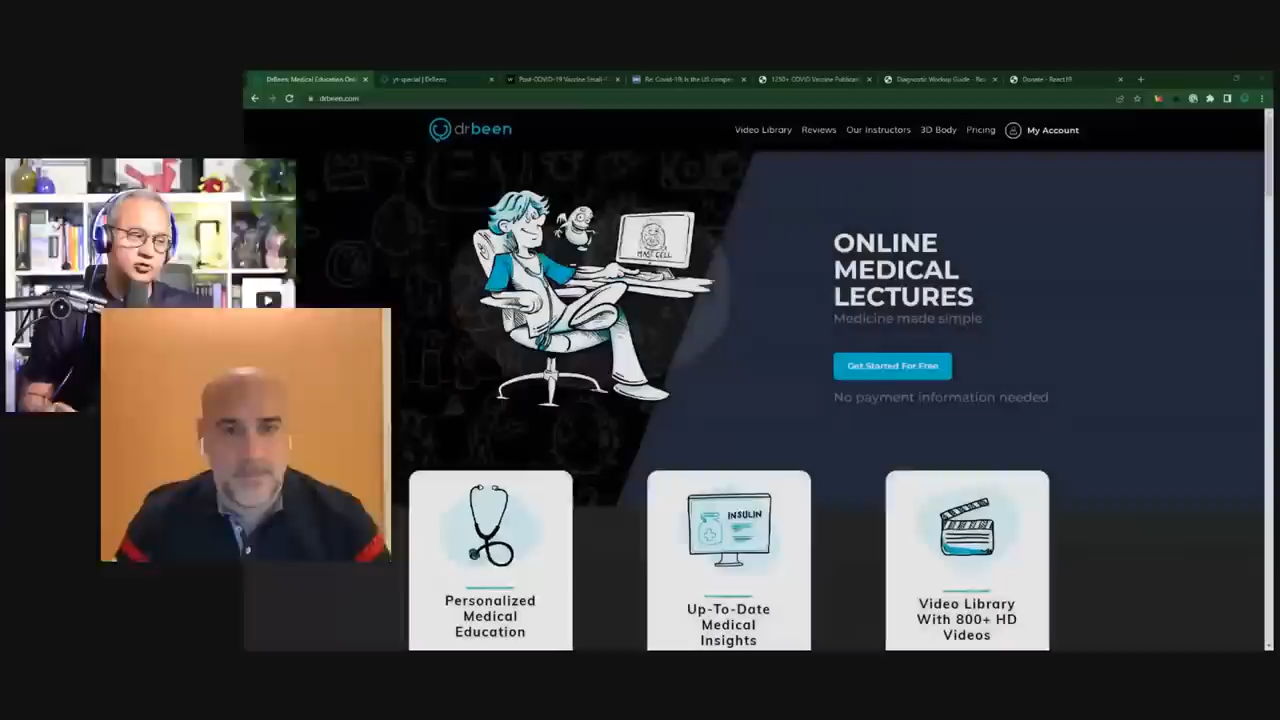 DrBeen: Medical Education Onli
yt-special | DrBeen
Post-COVID-19 Vaccine Small-F
Re: Covid-19: Is the US compe
1250+ COVID Vaccine Publicati
Diagnostic Workup Guide - Rea
Donate - React19
drbeen.com
drbeen
Video Library
Reviews
Our Instructors
3D Body
Pricing
My Account
MAST CELL
ONLINE
MEDICAL
LECTURES
Medicine made simple
Get Started For Free
No payment information needed
INSULIN
Personalized
Medical
Education
Up-To-Date
Medical
Insights
Video Library
With 800+ HD
Videos